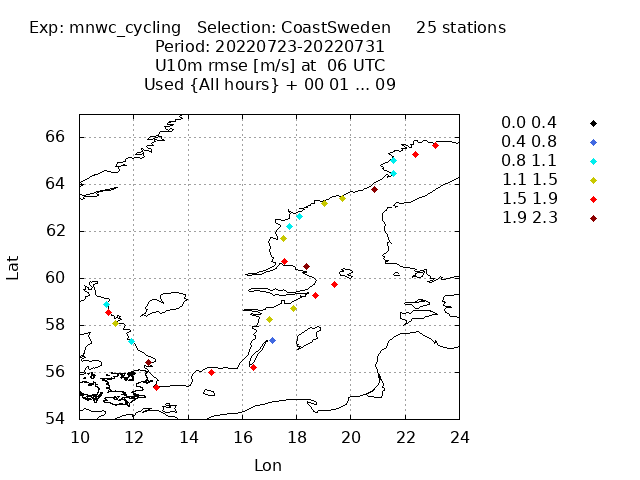 Exp: mnwc_cycling Selection: CoastSweden 25 stations
Period: 20220723-20220731
U10m rmse [m/s] at 06 UTC
Used {All hours} + 00 01 ... 09
0.0 0.4
0.4 0.8
0.8 1.1
1.1 1.5
1.5 1.9
1.9 2.3
66
64
62
60
58
56
54
Lat
10 12 14 16 18 20 22 24
Lon